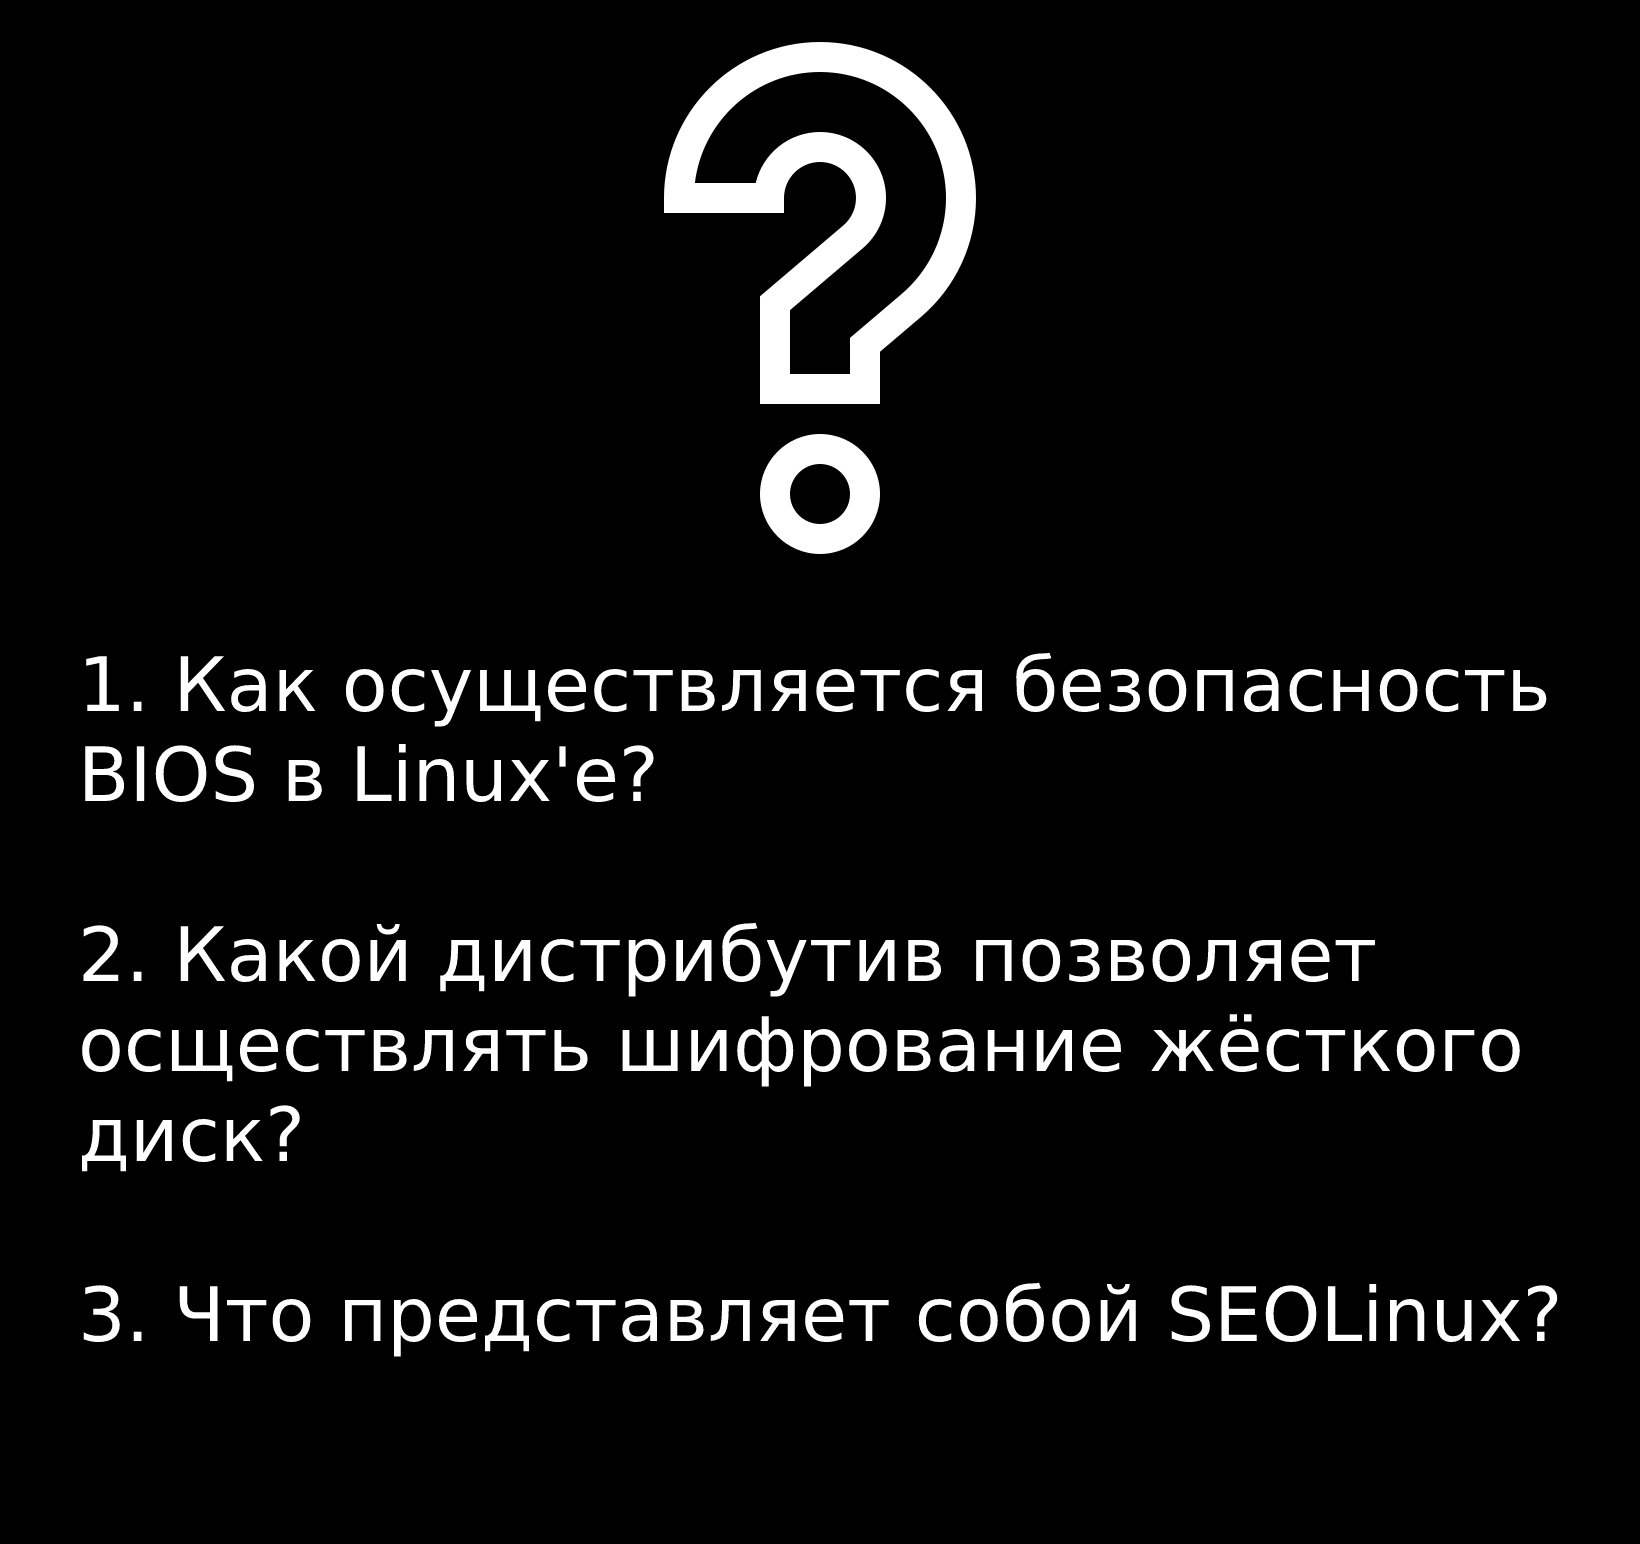 1. Как осуществляется безопасность
BIOS в Linux'е?
2. Какой дистрибутив позволяет
осществлять шифрование жёсткого
диск?
3. Что представляет собой SEOLinux?